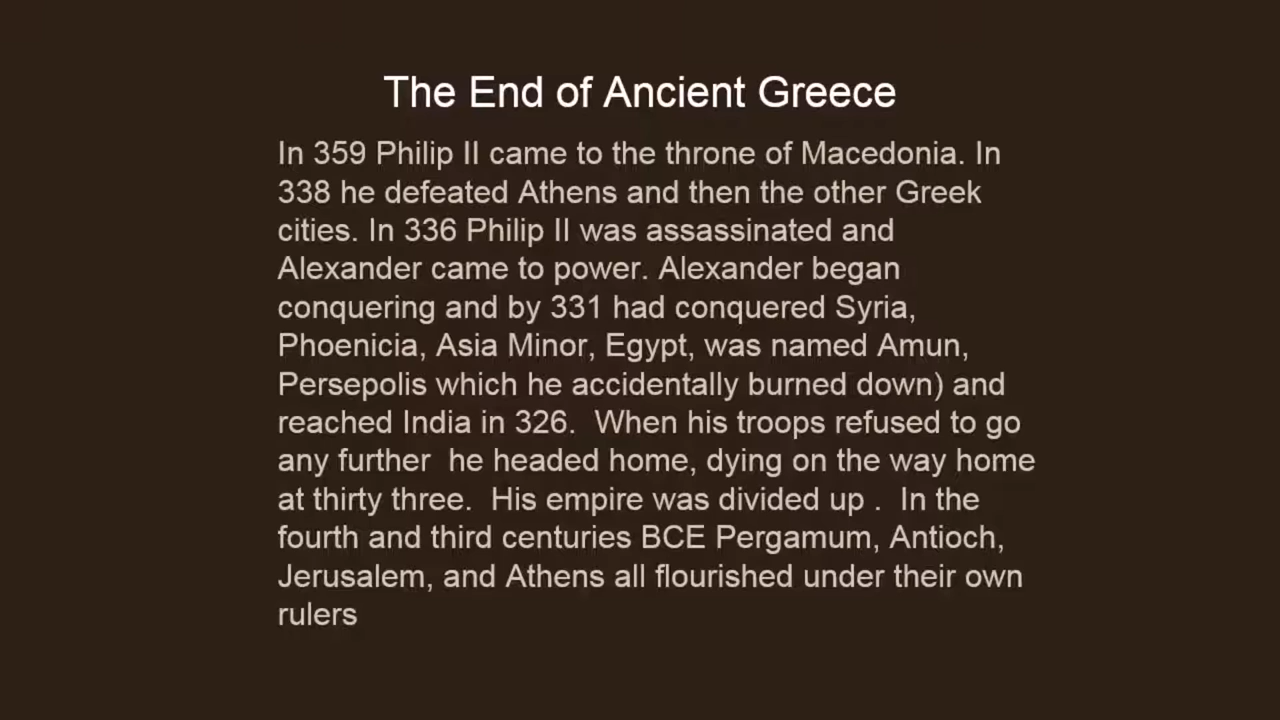 The End of Ancient Greece
In 359 Philip II came to the throne of Macedonia. In
338 he defeated Athens and then the other Greek
cities. In 336 Philip II was assassinated and
Alexander came to power. Alexander began
conquering and by 331 had conquered Syria,
Phoenicia, Asia Minor, Egypt, was named Amun,
Persepolis which he accidentally burned down) and
reached India in 326.  When his troops refused to go
any further  he headed home, dying on the way home
at thirty three.  His empire was divided up .  In the
fourth and third centuries BCE Pergamum, Antioch,
Jerusalem, and Athens all flourished under their own
rulers